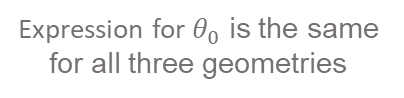 Expression for θ₀ is the same
for all three geometries